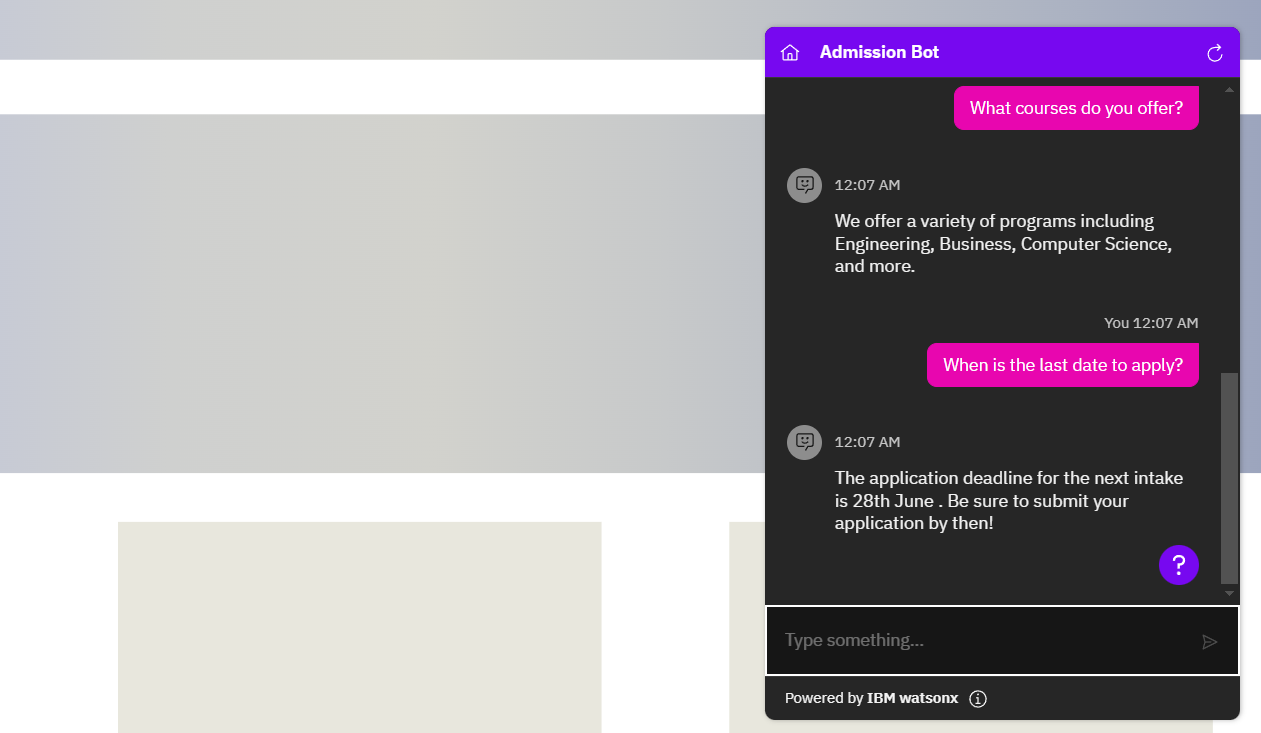 Admission Bot
What courses do you offer?
12:07 AM
We offer a variety of programs including
Engineering, Business, Computer Science,
and more.
You 12:07 AM
When is the last date to apply?
12:07 AM
The application deadline for the next intake
is 28th June . Be sure to submit your
application by then!
?
Type something...
Powered by IBM watsonx